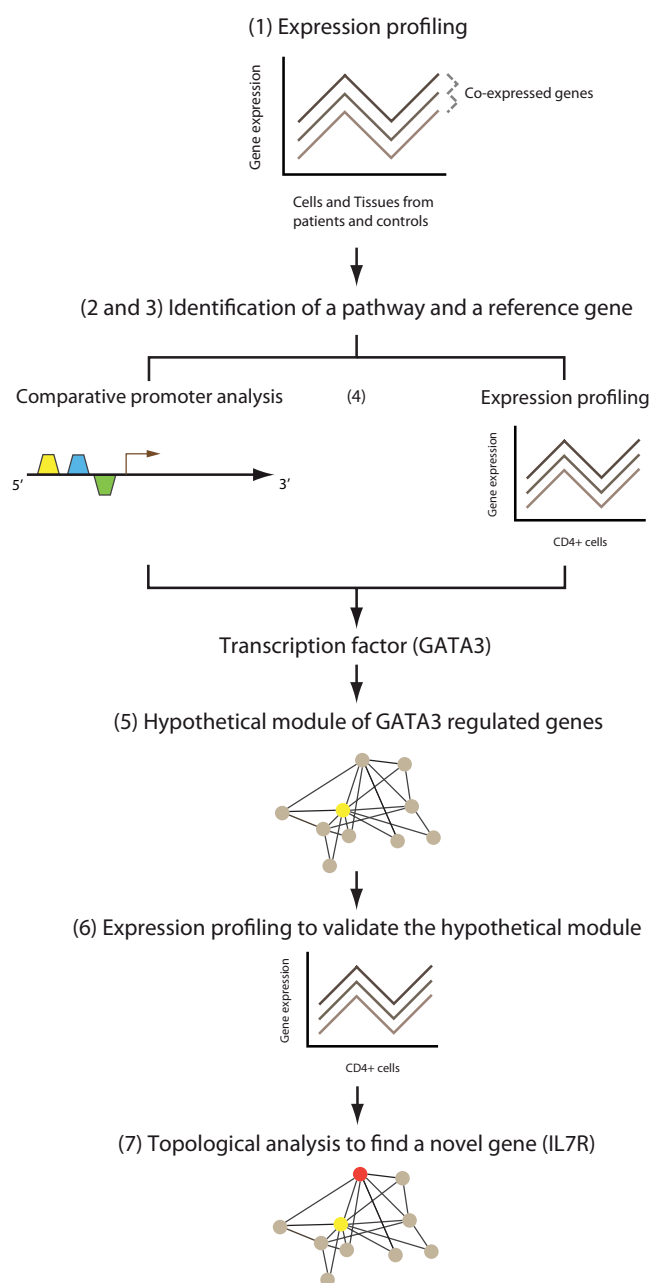 (1) Expression profiling
Gene expression
Co-expressed genes
Cells and Tissues from
patients and controls
(2 and 3) Identification of a pathway and a reference gene
Comparative promoter analysis
(4)
Expression profiling
5′
3′
Gene expression
CD4+ cells
Transcription factor (GATA3)
(5) Hypothetical module of GATA3 regulated genes
(6) Expression profiling to validate the hypothetical module
Gene expression
CD4+ cells
(7) Topological analysis to find a novel gene (IL7R)